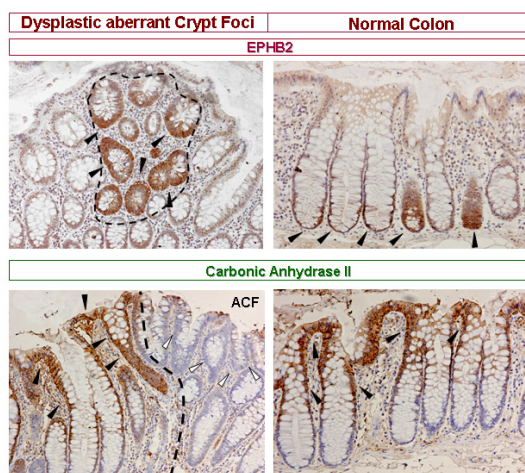 Dysplastic aberrant Crypt Foci
Normal Colon
EPHB2
Carbonic Anhydrase II
ACF